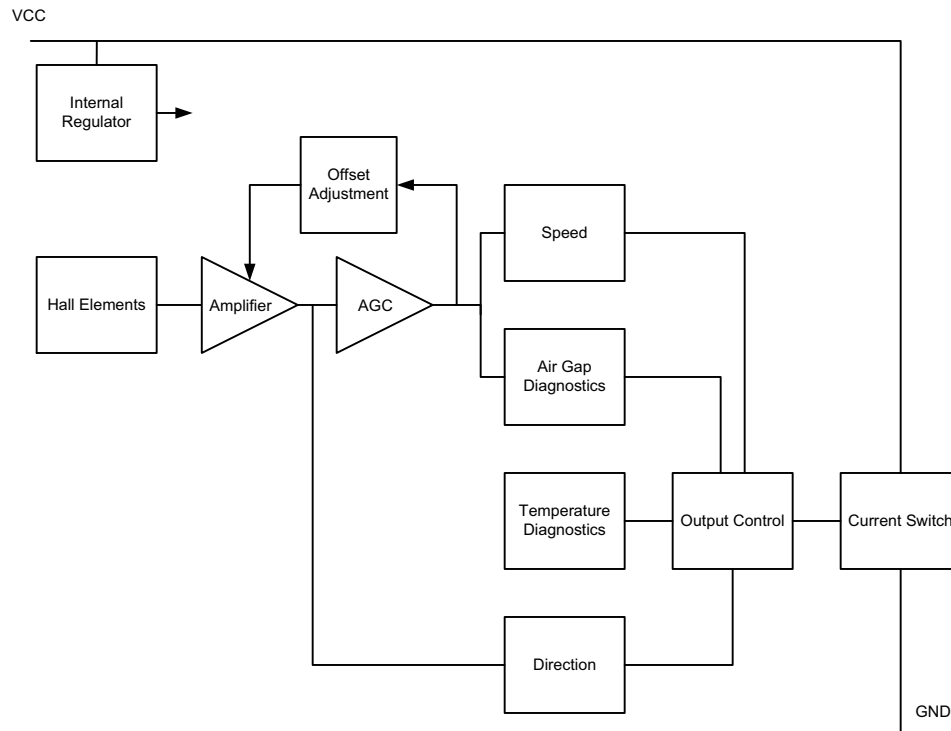 VCC
Internal
Regulator
Offset
Adjustment
Speed
Hall Elements
Amplifier
AGC
Air Gap
Diagnostics
Temperature
Diagnostics
Output Control
Current Switch
Direction
GND